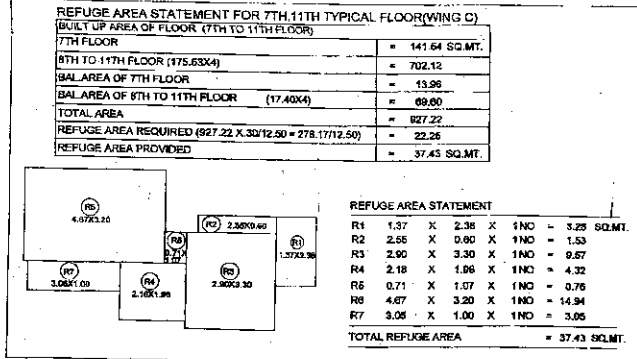 REFUGE AREA STATEMENT FOR 7TH,11TH TYPICAL FLOOR(WING C)
BUILT UP AREA OF FLOOR (7TH TO 11TH FLOOR)
7TH FLOOR = 141.54 SQ.MT.
8TH TO 11TH FLOOR (175.53X4) = 702.12
BAL.AREA OF 7TH FLOOR = 13.96
BAL.AREA OF 8TH TO 11TH FLOOR (17.40X4) = 69.60
TOTAL AREA = 927.22
REFUGE AREA REQUIRED (927.22 X.30/12.50 = 278.17/12.50) = 22.25
REFUGE AREA PROVIDED = 37.43 SQ.MT.
R5
4.67X3.20
R2 2.55X0.60
R6
0.71X
1.07
R1
1.37X2.38
R7
3.05X1.00
R4
2.18X1.98
R3
2.90X3.30
REFUGE AREA STATEMENT
R1 1.37 X 2.38 X 1NO = 3.26 SQ.MT.
R2 2.55 X 0.60 X 1NO = 1.53
R3 2.90 X 3.30 X 1NO = 9.57
R4 2.18 X 1.98 X 1NO = 4.32
R5 0.71 X 1.07 X 1NO = 0.76
R6 4.67 X 3.20 X 1NO = 14.94
R7 3.05 X 1.00 X 1NO = 3.05
TOTAL REFUGE AREA = 37.43 SQ.MT.